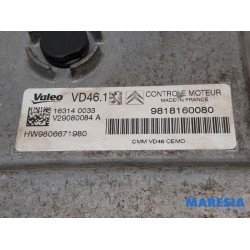 Valeo VD46.1
16314 0033
V29080084 A
HW9806671980
CONTROLE MOTEUR
MADE IN FRANCE
9818160080
CMM VD46 CEMD
MARESIA